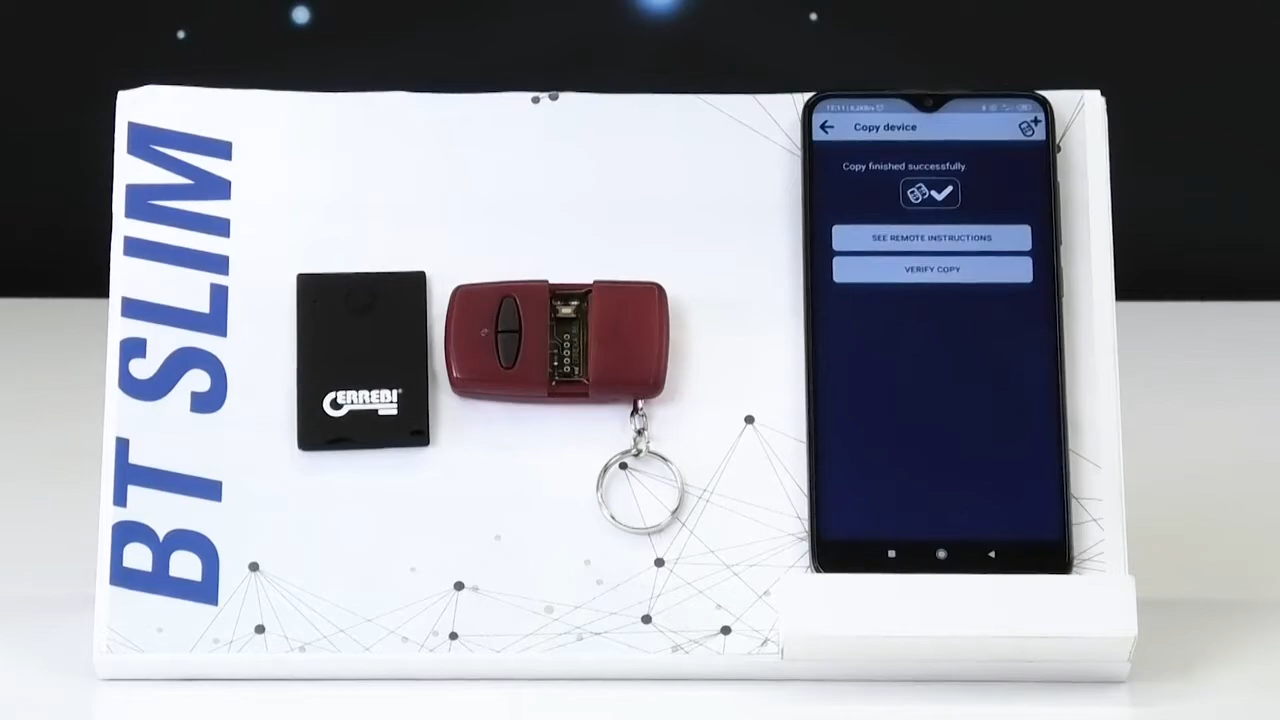 BT SLIM
ERREBI®
Copy device
Copy finished successfully.
SEE REMOTE INSTRUCTIONS
VERIFY COPY